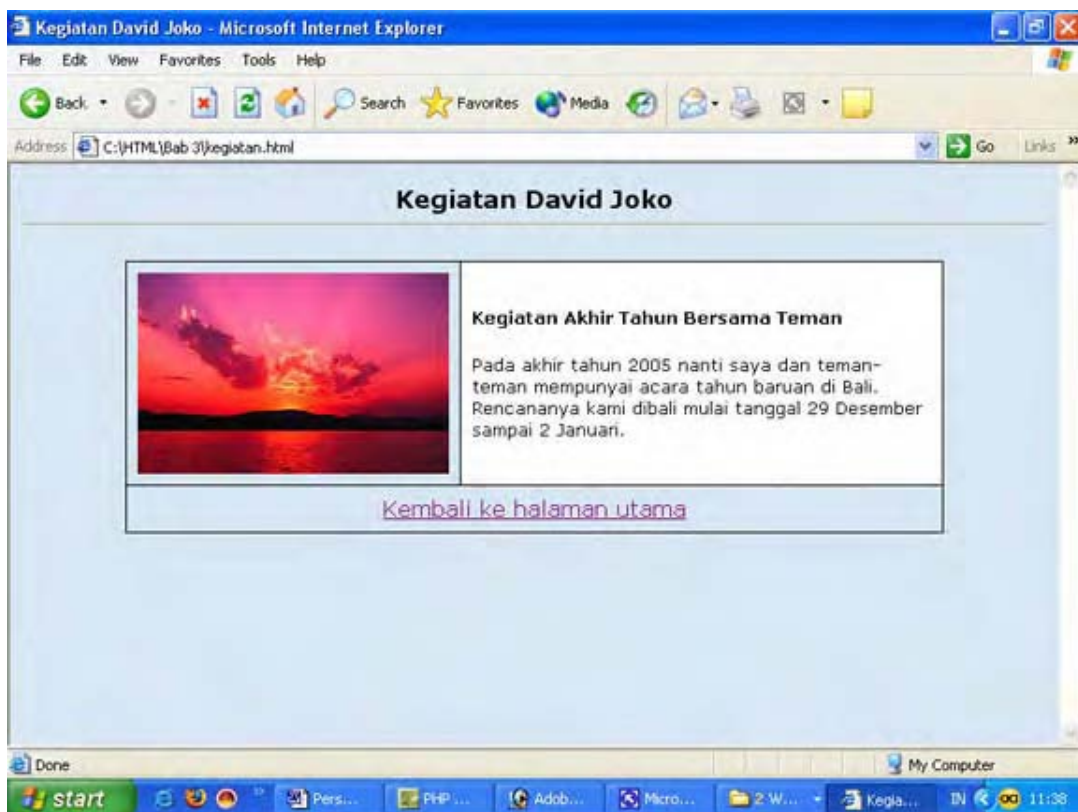 Kegiatan David Joko - Microsoft Internet Explorer
File Edit View Favorites Tools Help
Back Search Favorites Media
Address C:\HTML\Bab 3\kegiatan.html Go Links »
Kegiatan David Joko
Kegiatan Akhir Tahun Bersama Teman
Pada akhir tahun 2005 nanti saya dan teman-
teman mempunyai acara tahun baruan di Bali.
Rencananya kami dibali mulai tanggal 29 Desember
sampai 2 Januari.
Kembali ke halaman utama
Done My Computer
start » Pers... PHP ... Adob... Micro... 2 W... Kegia... IN 11:38